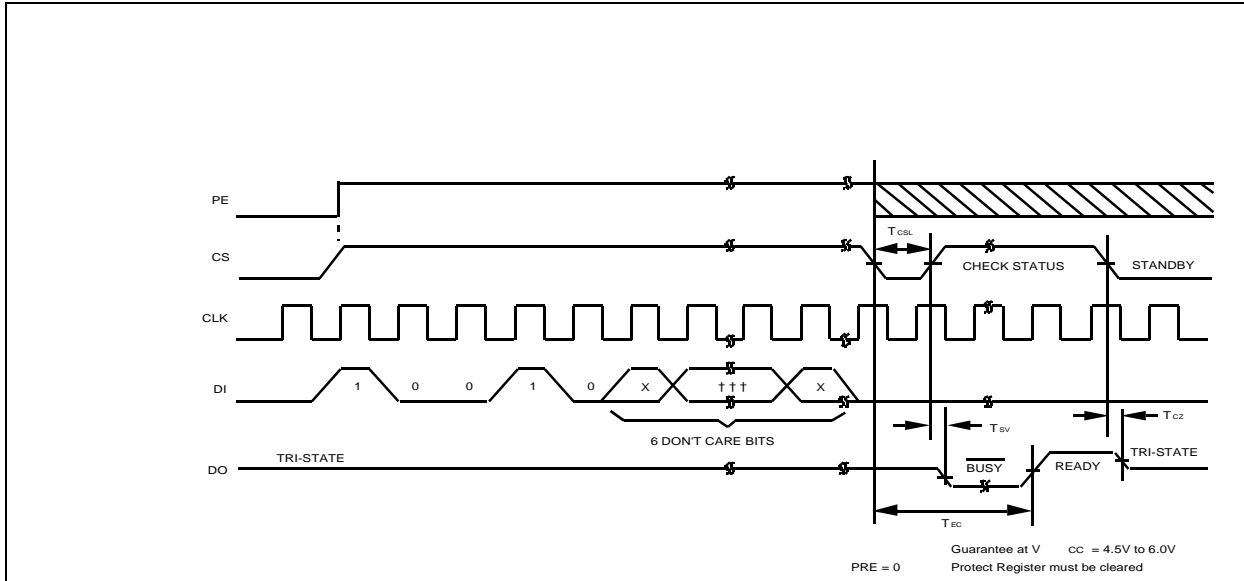 PE
T CSL
CS
CHECK STATUS
STANDBY
CLK
DI
1 0 0 1 0 X ††† X
T CZ
T SV
6 DON'T CARE BITS
TRI-STATE
DO
BUSY
READY
TRI-STATE
T EC
Guarantee at V CC = 4.5V to 6.0V
PRE = 0 Protect Register must be cleared